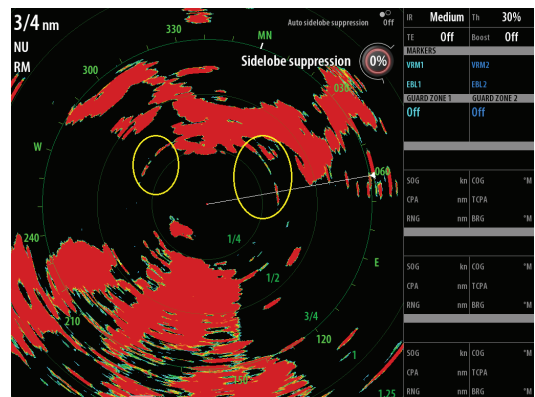 3/4 nm
NU
RM
330
MN
300
030
W
060
240
E
210
120
150
1/4
1/2
3/4
1
1.25
Auto sidelobe suppression Off
Sidelobe suppression 0%
IR Medium Th 30%
TE Off Boost Off
MARKERS
VRM1 VRM2
EBL1 EBL2
GUARD ZONE 1 GUARD ZONE 2
Off Off
SOG kn COG °M
CPA nm TCPA
RNG nm BRG °M
SOG kn COG °M
CPA nm TCPA
RNG nm BRG °M
SOG kn COG °M
CPA nm TCPA
RNG nm BRG °M